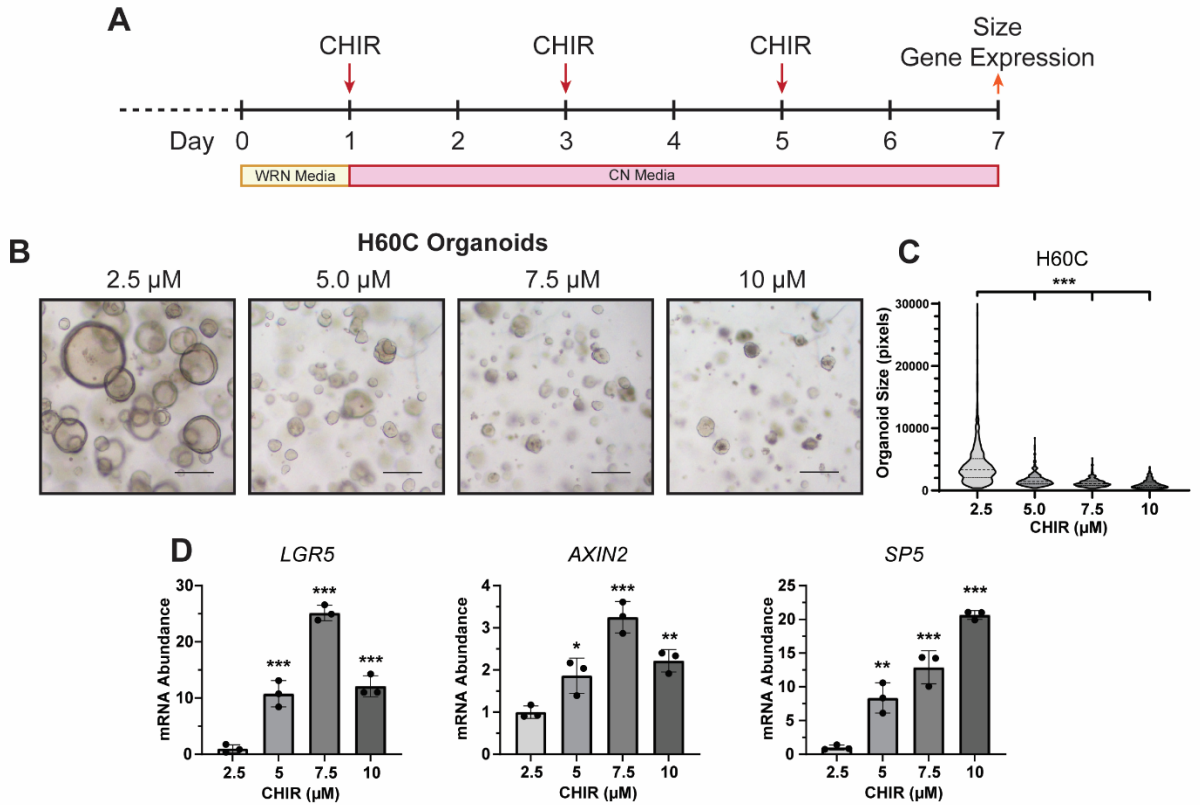 A
CHIR
CHIR
CHIR
Size
Gene Expression
Day 0 1 2 3 4 5 6 7
WRN Media
CN Media
B
H60C Organoids
2.5 µM
5.0 µM
7.5 µM
10 µM
C
H60C
***
Organoid Size (pixels)
30000
20000
10000
0
2.5 5.0 7.5 10
CHIR (µM)
D
LGR5
mRNA Abundance
30
20
10
0
***
***
***
2.5 5 7.5 10
CHIR (µM)
AXIN2
mRNA Abundance
4
3
2
1
0
*
***
**
2.5 5 7.5 10
CHIR (µM)
SP5
mRNA Abundance
25
20
15
10
5
0
**
***
***
2.5 5 7.5 10
CHIR (µM)